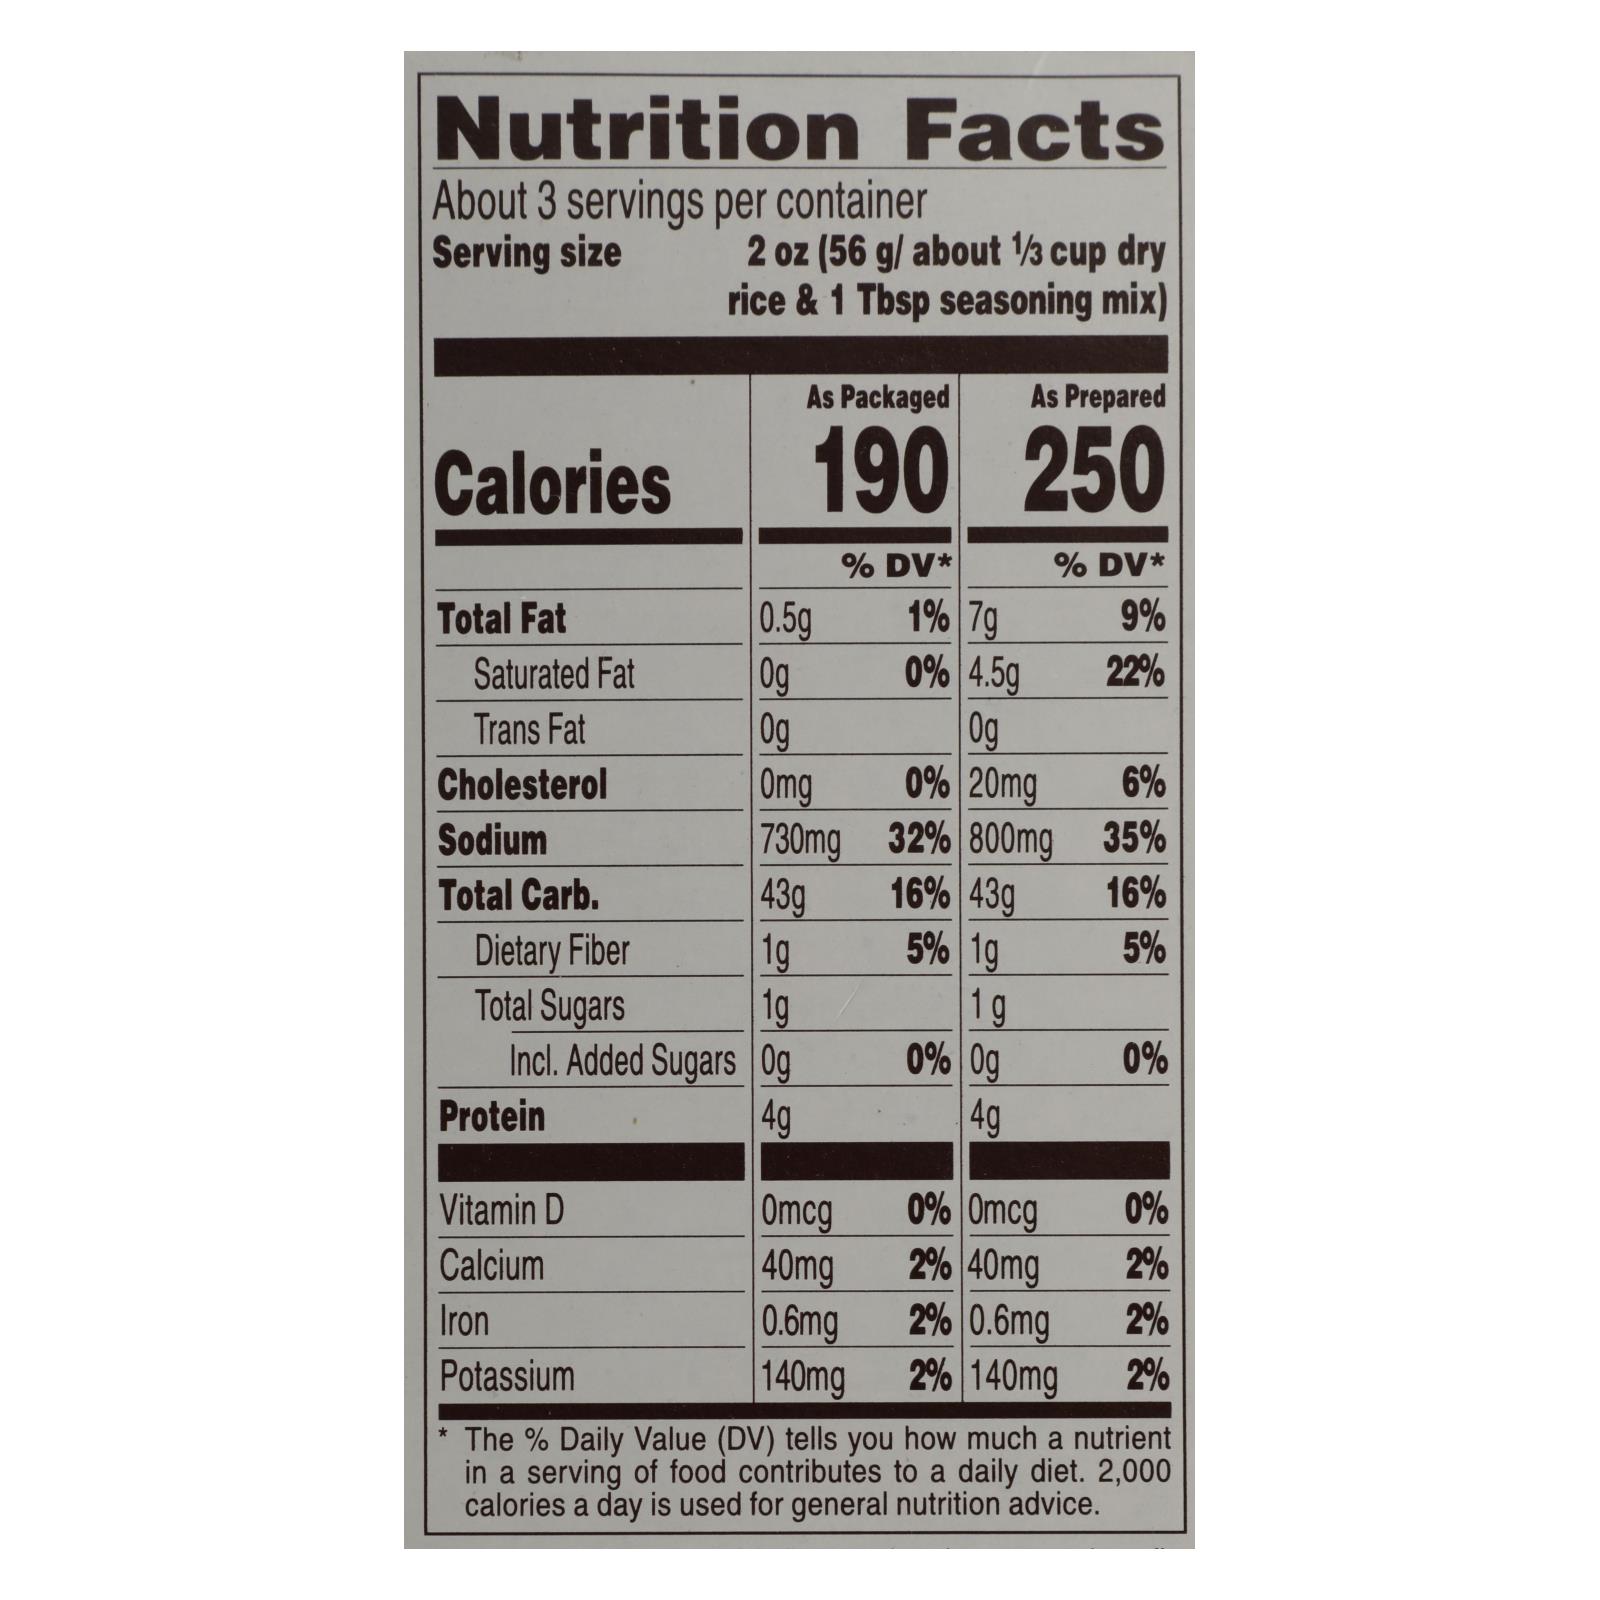 Nutrition Facts
About 3 servings per container
Serving size 2 oz (56 g/ about ⅓ cup dry
rice & 1 Tbsp seasoning mix)
As Packaged As Prepared
Calories 190 250
% DV* % DV*
Total Fat 0.5g 1% 7g 9%
Saturated Fat 0g 0% 4.5g 22%
Trans Fat 0g 0g
Cholesterol 0mg 0% 20mg 6%
Sodium 730mg 32% 800mg 35%
Total Carb. 43g 16% 43g 16%
Dietary Fiber 1g 5% 1g 5%
Total Sugars 1g 1 g
Incl. Added Sugars 0g 0% 0g 0%
Protein 4g 4g
Vitamin D 0mcg 0% 0mcg 0%
Calcium 40mg 2% 40mg 2%
Iron 0.6mg 2% 0.6mg 2%
Potassium 140mg 2% 140mg 2%
* The % Daily Value (DV) tells you how much a nutrient
in a serving of food contributes to a daily diet. 2,000
calories a day is used for general nutrition advice.